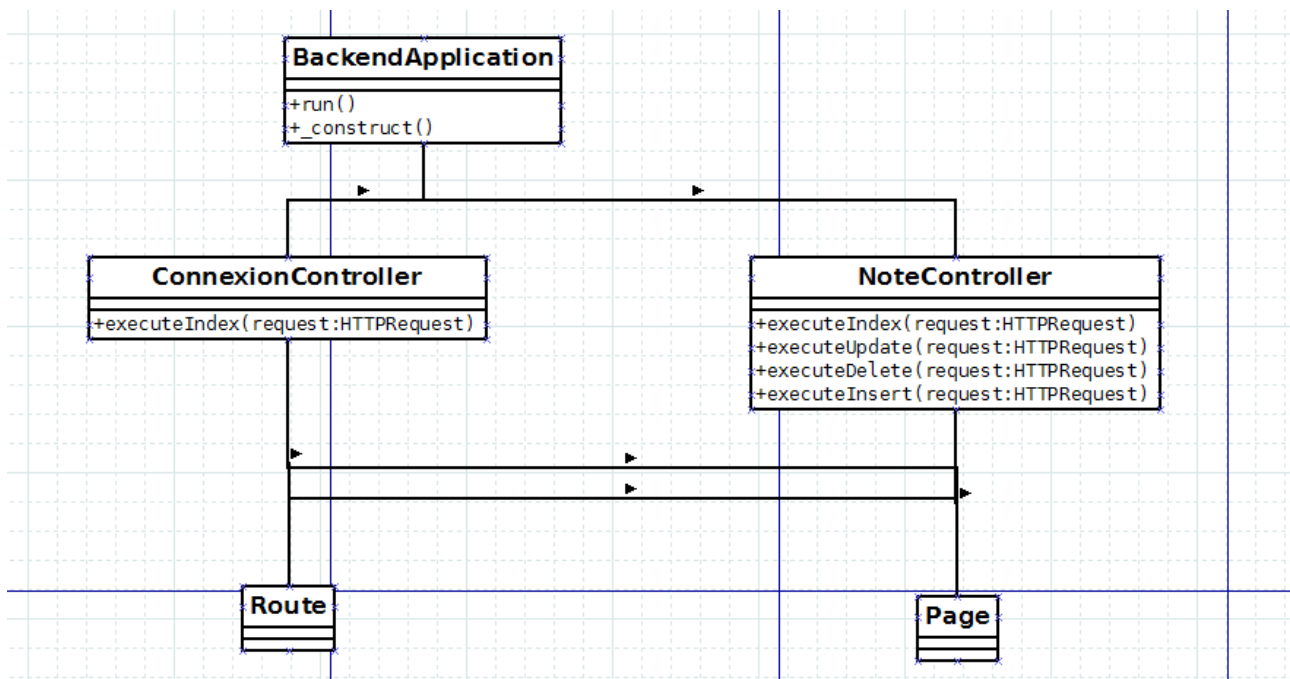 BackendApplication
+run()
+_construct()
ConnexionController
+executeIndex(request:HTTPRequest)
NoteController
+executeIndex(request:HTTPRequest)
+executeUpdate(request:HTTPRequest)
+executeDelete(request:HTTPRequest)
+executeInsert(request:HTTPRequest)
Route
Page